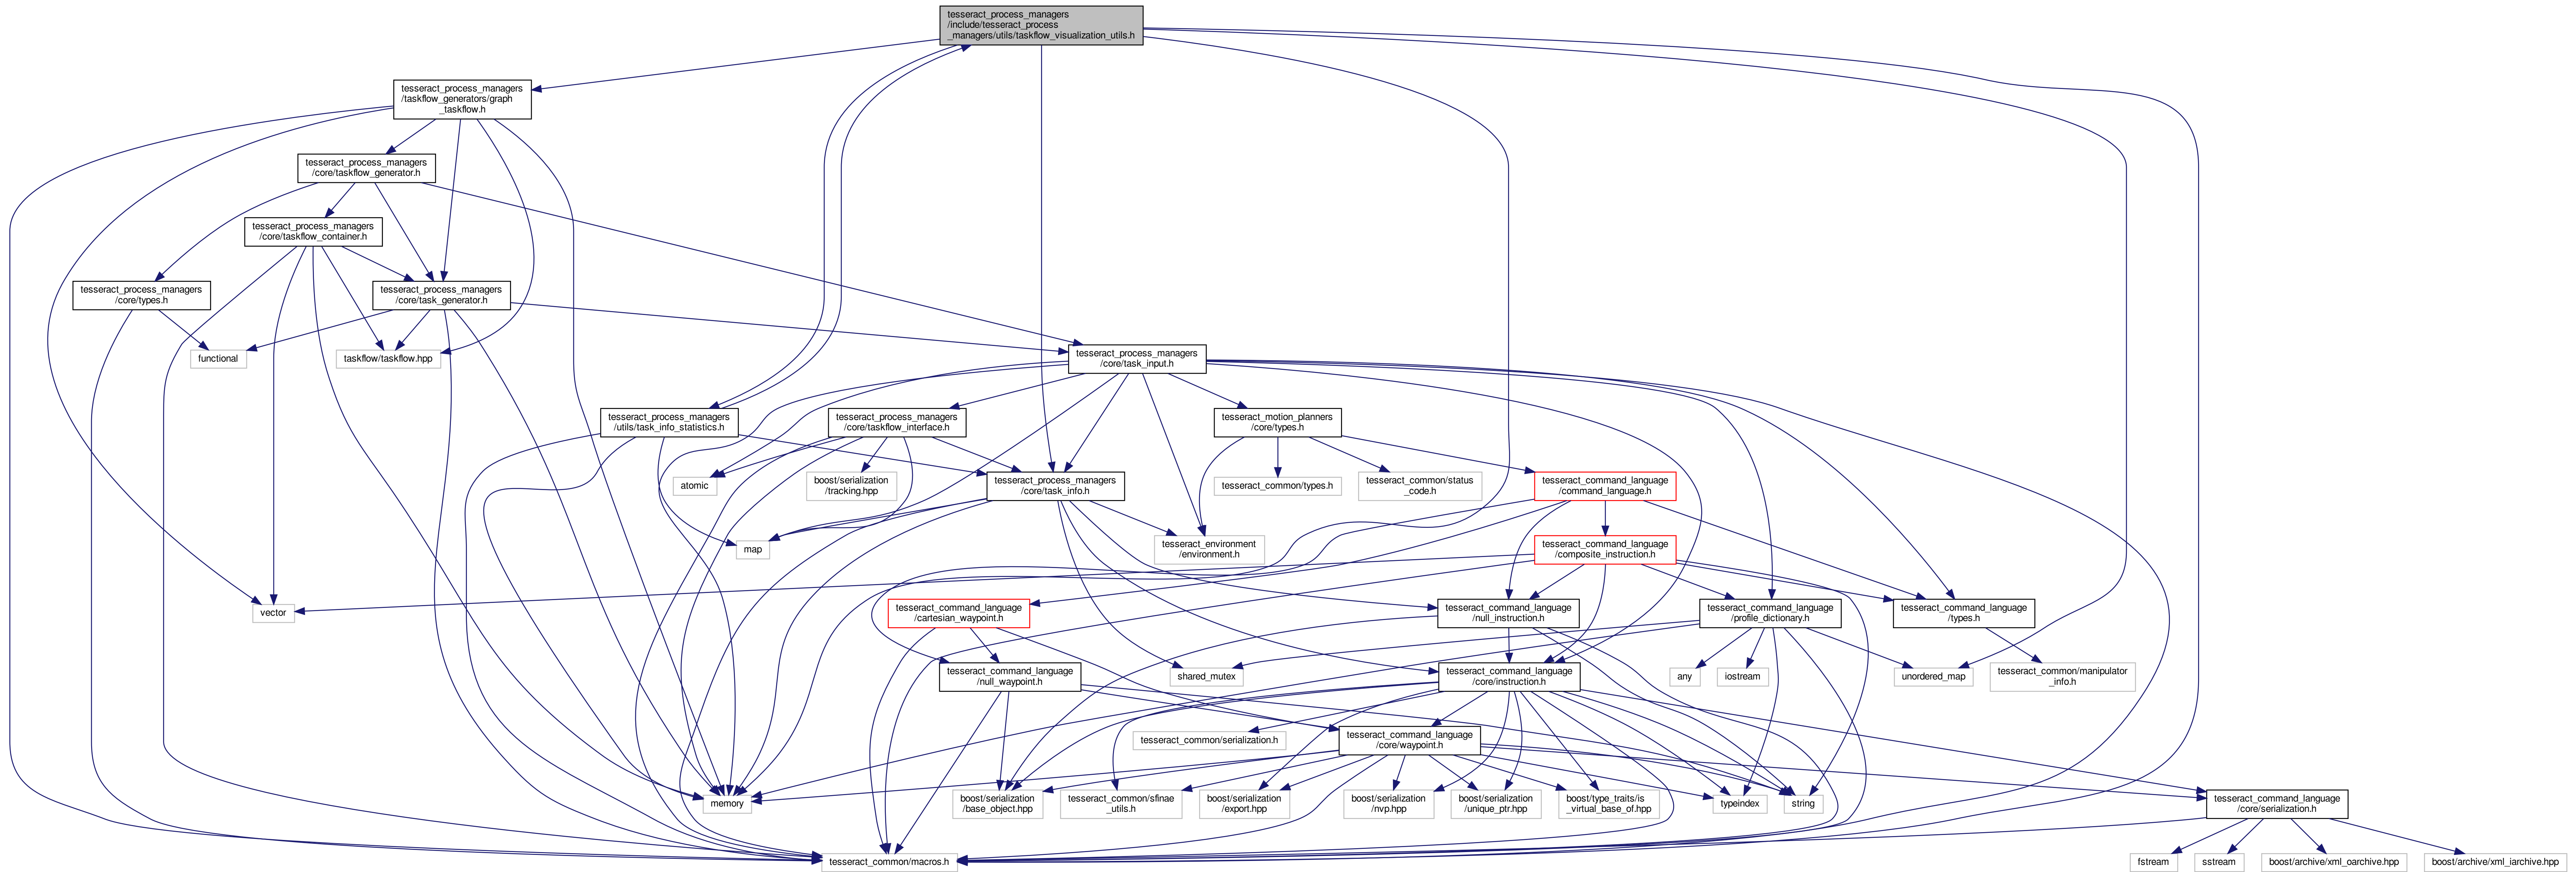 tesseract_process_managers
/include/tesseract_process
_managers/utils/taskflow_visualization_utils.h
tesseract_process_managers
/taskflow_generators/graph
_taskflow.h
tesseract_process_managers
/core/taskflow_generator.h
tesseract_process_managers
/core/taskflow_container.h
tesseract_process_managers
/core/types.h
tesseract_process_managers
/core/task_generator.h
functional
taskflow/taskflow.hpp
tesseract_process_managers
/core/task_input.h
tesseract_process_managers
/utils/task_info_statistics.h
tesseract_process_managers
/core/taskflow_interface.h
tesseract_motion_planners
/core/types.h
atomic
boost/serialization
/tracking.hpp
tesseract_process_managers
/core/task_info.h
tesseract_common/types.h
tesseract_common/status
_code.h
tesseract_command_language
/command_language.h
map
tesseract_environment
/environment.h
tesseract_command_language
/composite_instruction.h
vector
tesseract_command_language
/cartesian_waypoint.h
tesseract_command_language
/null_instruction.h
tesseract_command_language
/profile_dictionary.h
tesseract_command_language
/types.h
tesseract_command_language
/null_waypoint.h
shared_mutex
tesseract_command_language
/core/instruction.h
any
iostream
unordered_map
tesseract_common/manipulator
_info.h
tesseract_common/serialization.h
tesseract_command_language
/core/waypoint.h
memory
boost/serialization
/base_object.hpp
tesseract_common/sfinae
_utils.h
boost/serialization
/export.hpp
boost/serialization
/nvp.hpp
boost/serialization
/unique_ptr.hpp
boost/type_traits/is
_virtual_base_of.hpp
typeindex
string
tesseract_command_language
/core/serialization.h
tesseract_common/macros.h
fstream
sstream
boost/archive/xml_oarchive.hpp
boost/archive/xml_iarchive.hpp